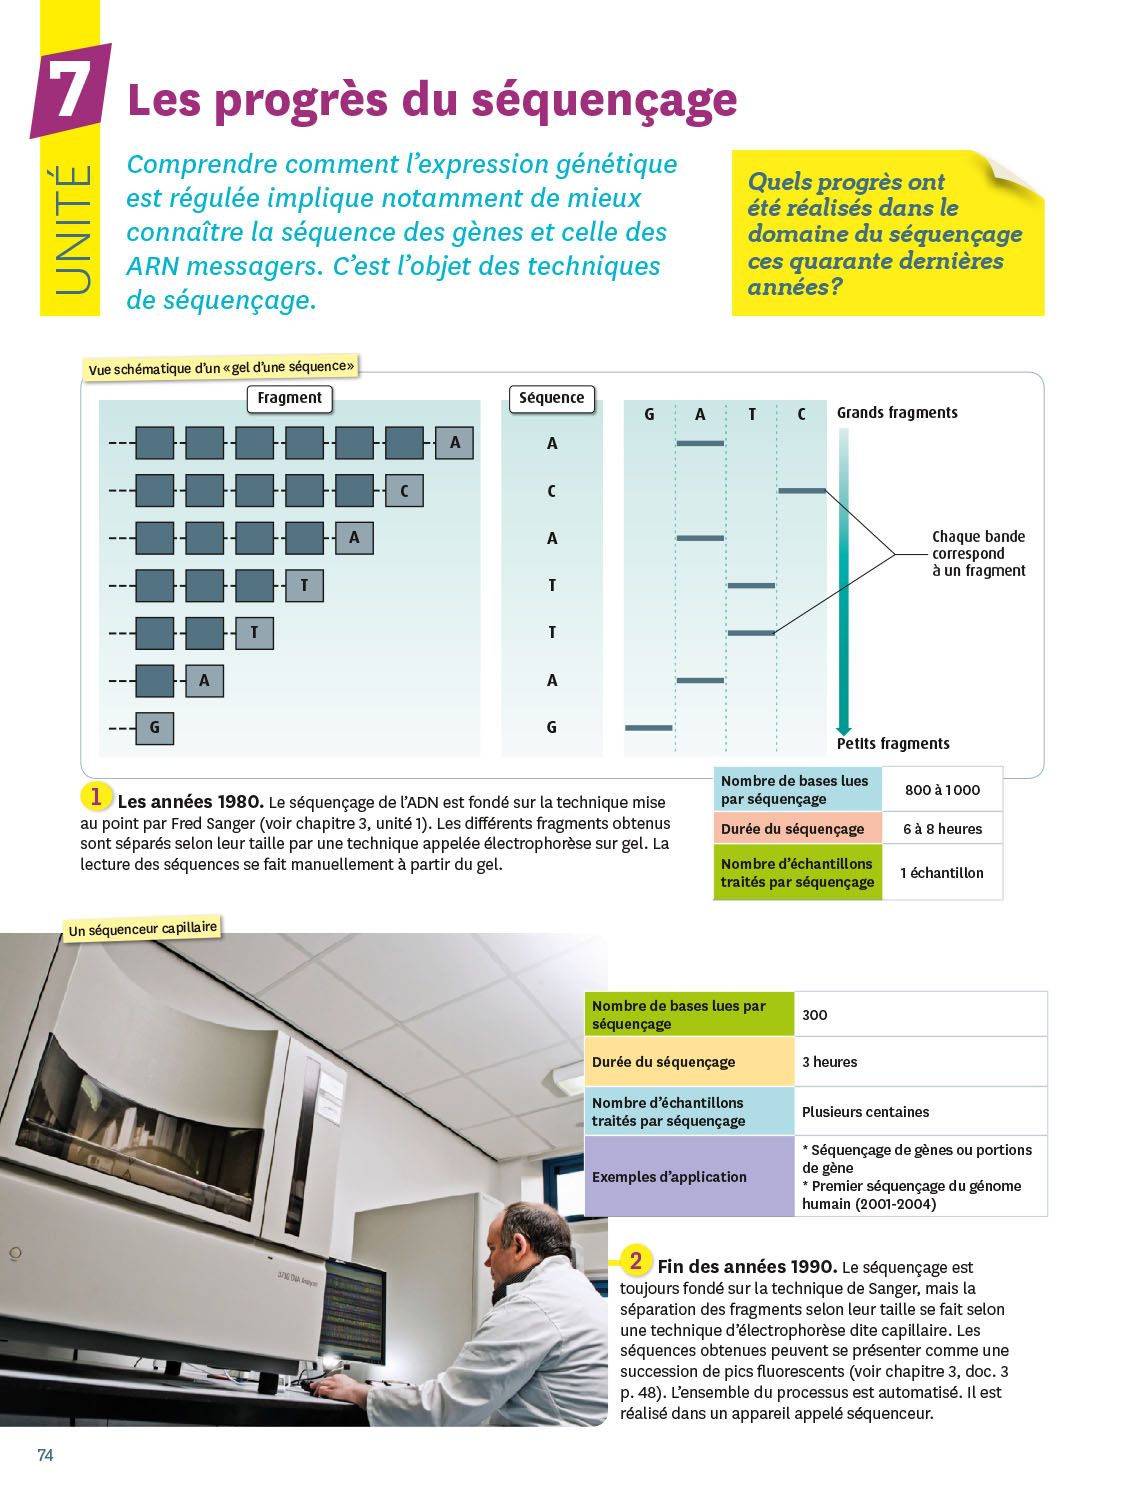 7
UNITÉ
Les progrès du séquençage
Comprendre comment l'expression génétique
est régulée implique notamment de mieux
connaître la séquence des gènes et celle des
ARN messagers. C'est l'objet des techniques
de séquençage.
Quels progrès ont
été réalisés dans le
domaine du séquençage
ces quarante dernières
années?
Vue schématique d'un «gel d'une séquence»
Fragment
A
C
A
T
T
A
G
Séquence
A
C
A
T
T
A
G
G A T C
Grands fragments
Chaque bande
correspond
à un fragment
Petits fragments
1 Les années 1980. Le séquençage de l'ADN est fondé sur la technique mise
au point par Fred Sanger (voir chapitre 3, unité 1). Les différents fragments obtenus
sont séparés selon leur taille par une technique appelée électrophorèse sur gel. La
lecture des séquences se fait manuellement à partir du gel.
Nombre de bases lues
par séquençage
800 à 1000
Durée du séquençage
6 à 8 heures
Nombre d'échantillons
traités par séquençage
1 échantillon
Un séquenceur capillaire
3730 DNA Analyzer
Nombre de bases lues par
séquençage
300
Durée du séquençage
3 heures
Nombre d'échantillons
traités par séquençage
Plusieurs centaines
Exemples d'application
* Séquençage de gènes ou portions
de gène
* Premier séquençage du génome
humain (2001-2004)
2 Fin des années 1990. Le séquençage est
toujours fondé sur la technique de Sanger, mais la
séparation des fragments selon leur taille se fait selon
une technique d'électrophorèse dite capillaire. Les
séquences obtenues peuvent se présenter comme une
succession de pics fluorescents (voir chapitre 3, doc. 3
p. 48). L'ensemble du processus est automatisé. Il est
réalisé dans un appareil appelé séquenceur.
74